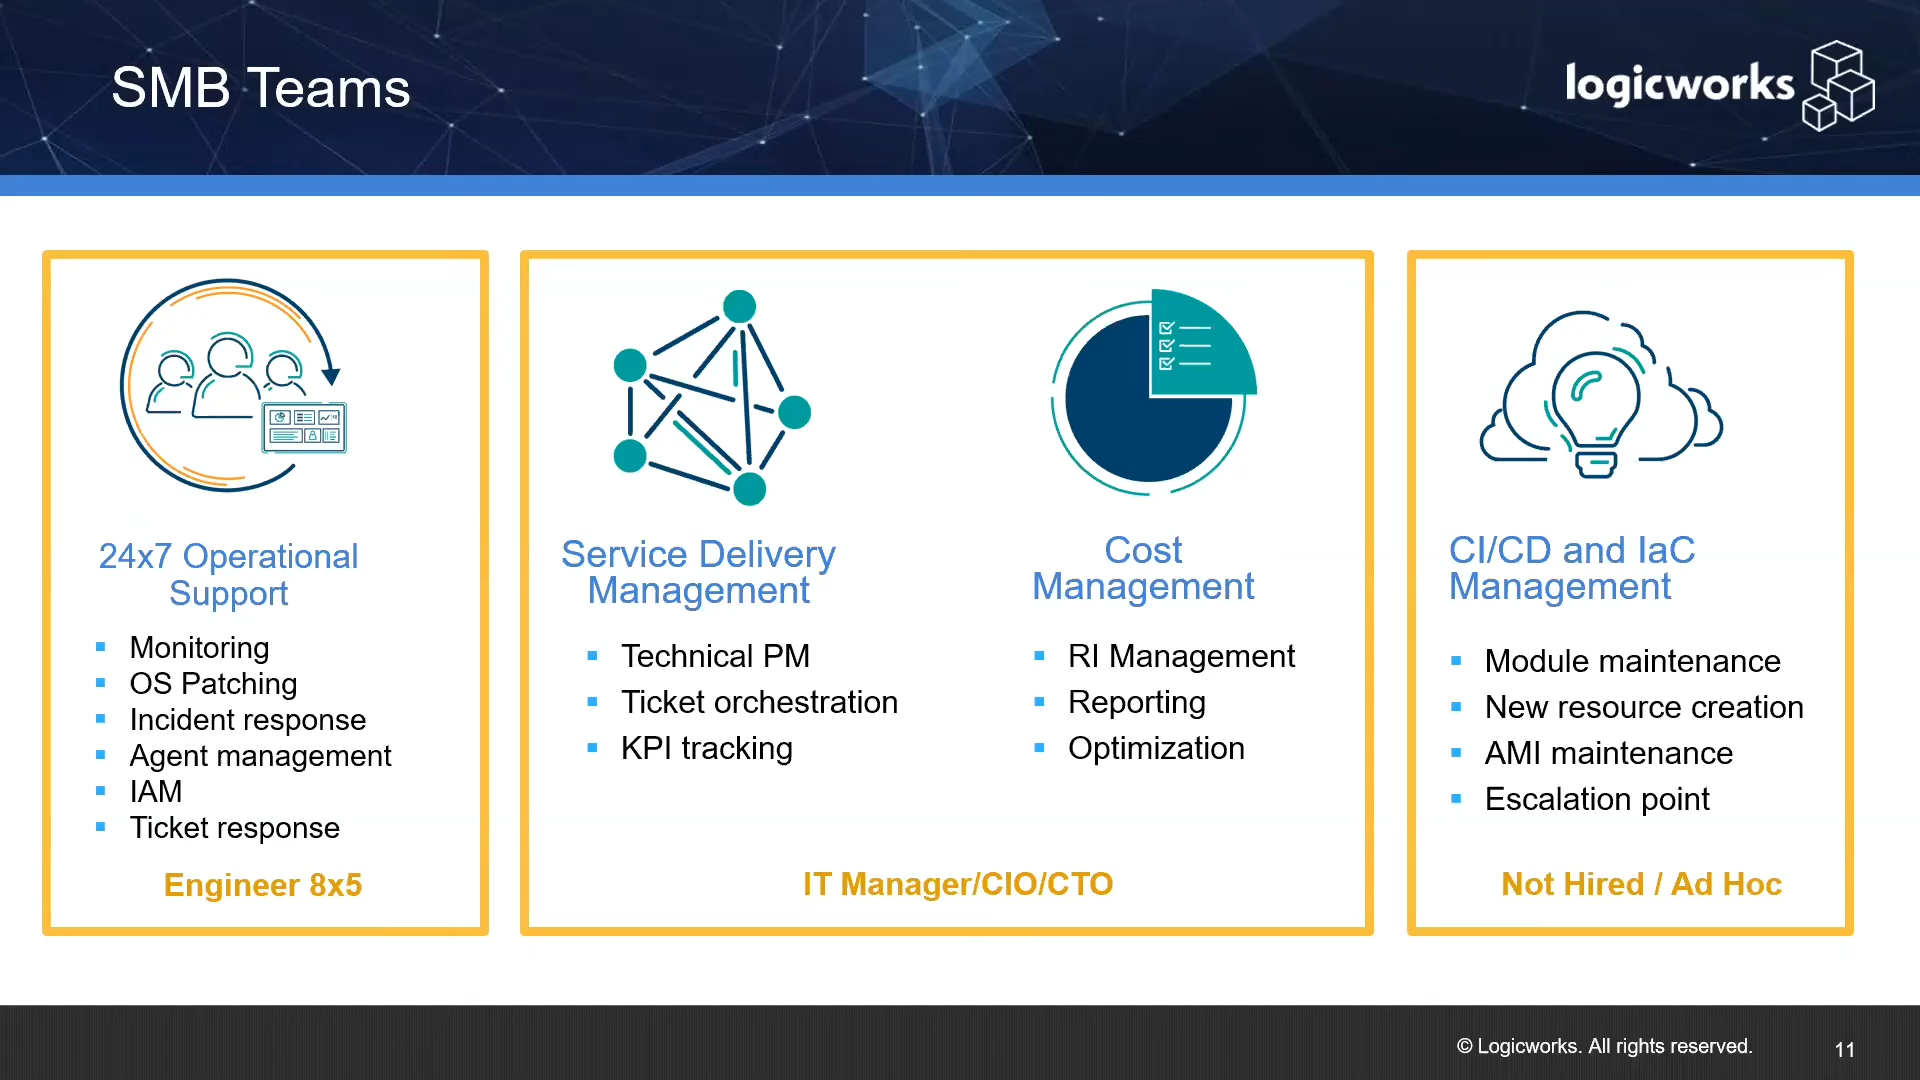 SMB Teams
logicworks
24x7 Operational
Support
Monitoring
OS Patching
Incident response
Agent management
IAM
Ticket response
Engineer 8x5
Service Delivery
Management
Technical PM
Ticket orchestration
KPI tracking
Cost
Management
RI Management
Reporting
Optimization
IT Manager/CIO/CTO
CI/CD and IaC
Management
Module maintenance
New resource creation
AMI maintenance
Escalation point
Not Hired / Ad Hoc
© Logicworks. All rights reserved.
11